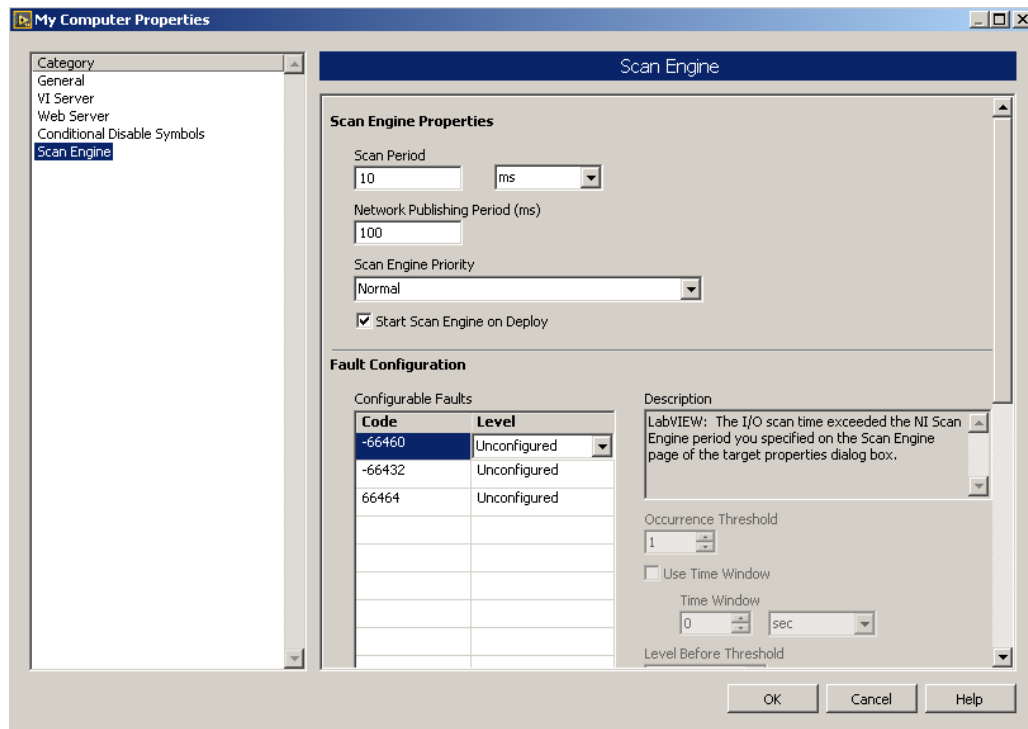 My Computer Properties
Category
General
VI Server
Web Server
Conditional Disable Symbols
Scan Engine
Scan Engine
Scan Engine Properties
Scan Period
10 ms
Network Publishing Period (ms)
100
Scan Engine Priority
Normal
Start Scan Engine on Deploy
Fault Configuration
Configurable Faults
Code Level
-66460 Unconfigured
-66432 Unconfigured
66464 Unconfigured
Description
LabVIEW: The I/O scan time exceeded the NI Scan
Engine period you specified on the Scan Engine
page of the target properties dialog box.
Occurrence Threshold
1
Use Time Window
Time Window
0 sec
Level Before Threshold
OK Cancel Help